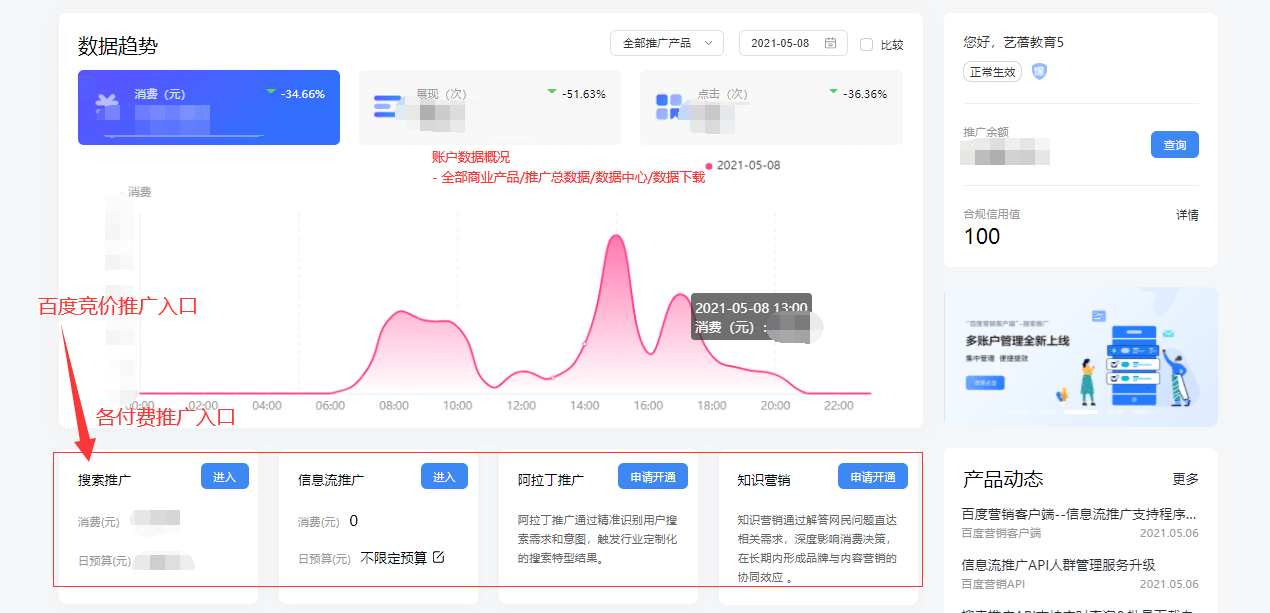 数据趋势
全部推广产品
2021-05-08
比较
消费（元）
-34.66%
展现（次）
-51.63%
点击（次）
-36.36%
账户数据概况
- 全部商业产品/推广总数据/数据中心/数据下载
2021-05-08
消费
百度竞价推广入口
2021-05-08 13:00
消费（元）:
00:00 02:00 04:00 06:00 08:00 10:00 12:00 14:00 16:00 18:00 20:00 22:00
各付费推广入口
搜索推广
进入
消费(元)
日预算(元)
信息流推广
进入
消费(元) 0
日预算(元) 不限定预算
阿拉丁推广
申请开通
阿拉丁推广通过精准识别用户搜
索需求和意图，触发行业定制化
的搜索特型结果。
知识营销
申请开通
知识营销通过解答网民问题直达
相关需求，深度影响消费决策，
在长期内形成品牌与内容营销的
协同效应 。
您好，艺蓓教育5
正常生效
保
推广余额
查询
合规信用值
详情
100
"百度营销客户端"-搜索推广
多账户管理全新上线
集中管理 便捷提效
详情点击
产品动态
更多
百度营销客户端--信息流推广支持程序...
百度营销客户端
2021.05.06
信息流推广API人群管理服务升级
百度营销API
2021.05.06